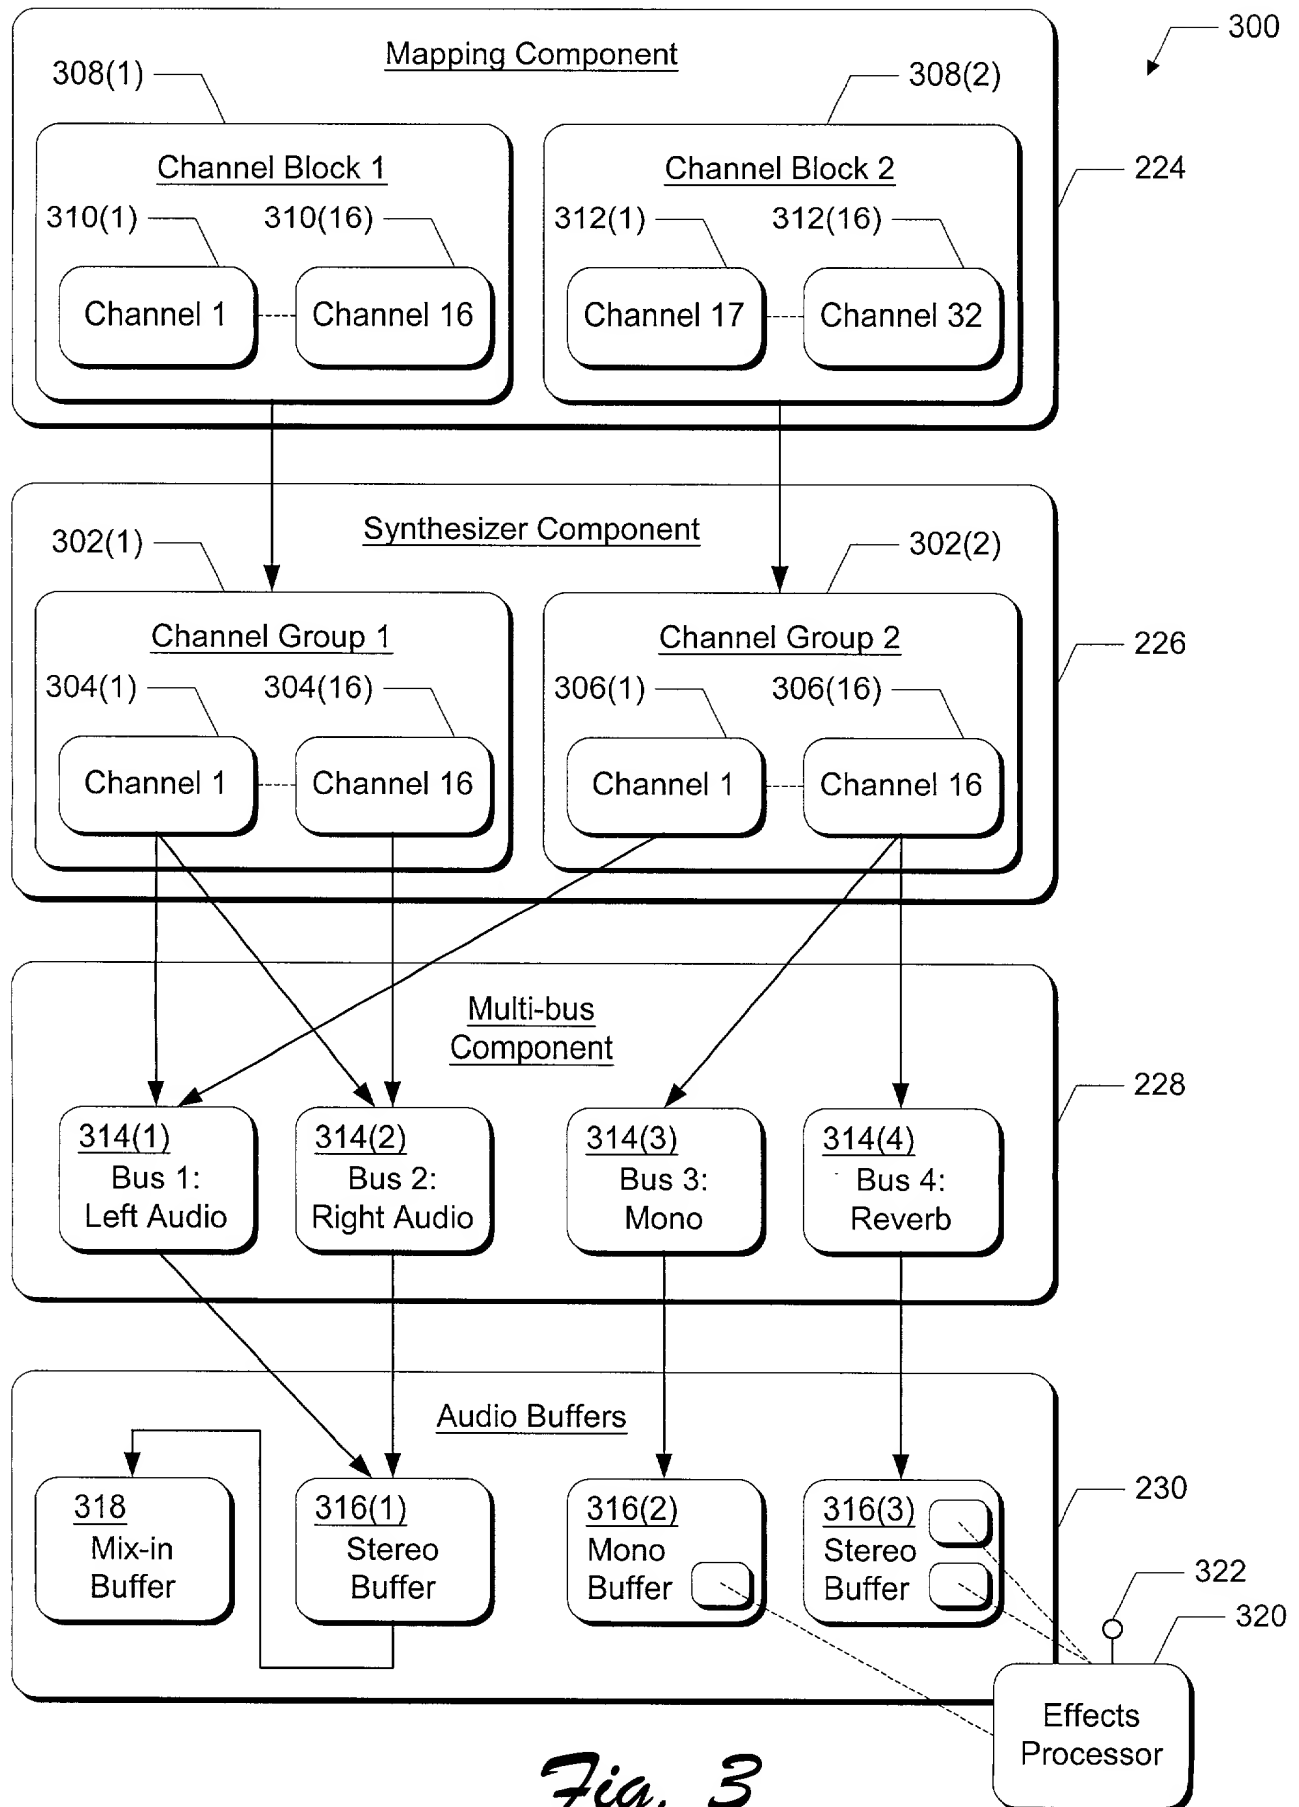 300
Mapping Component
308(1)
308(2)
Channel Block 1
Channel Block 2
224
310(1)
310(16)
312(1)
312(16)
Channel 1
Channel 16
Channel 17
Channel 32
Synthesizer Component
302(1)
302(2)
Channel Group 1
Channel Group 2
226
304(1)
304(16)
306(1)
306(16)
Channel 1
Channel 16
Channel 1
Channel 16
Multi-bus
Component
228
314(1)
Bus 1:
Left Audio
314(2)
Bus 2:
Right Audio
314(3)
Bus 3:
Mono
314(4)
Bus 4:
Reverb
Audio Buffers
230
318
Mix-in
Buffer
316(1)
Stereo
Buffer
316(2)
Mono
Buffer
316(3)
Stereo
Buffer
322
320
Effects
Processor
Fig. 3